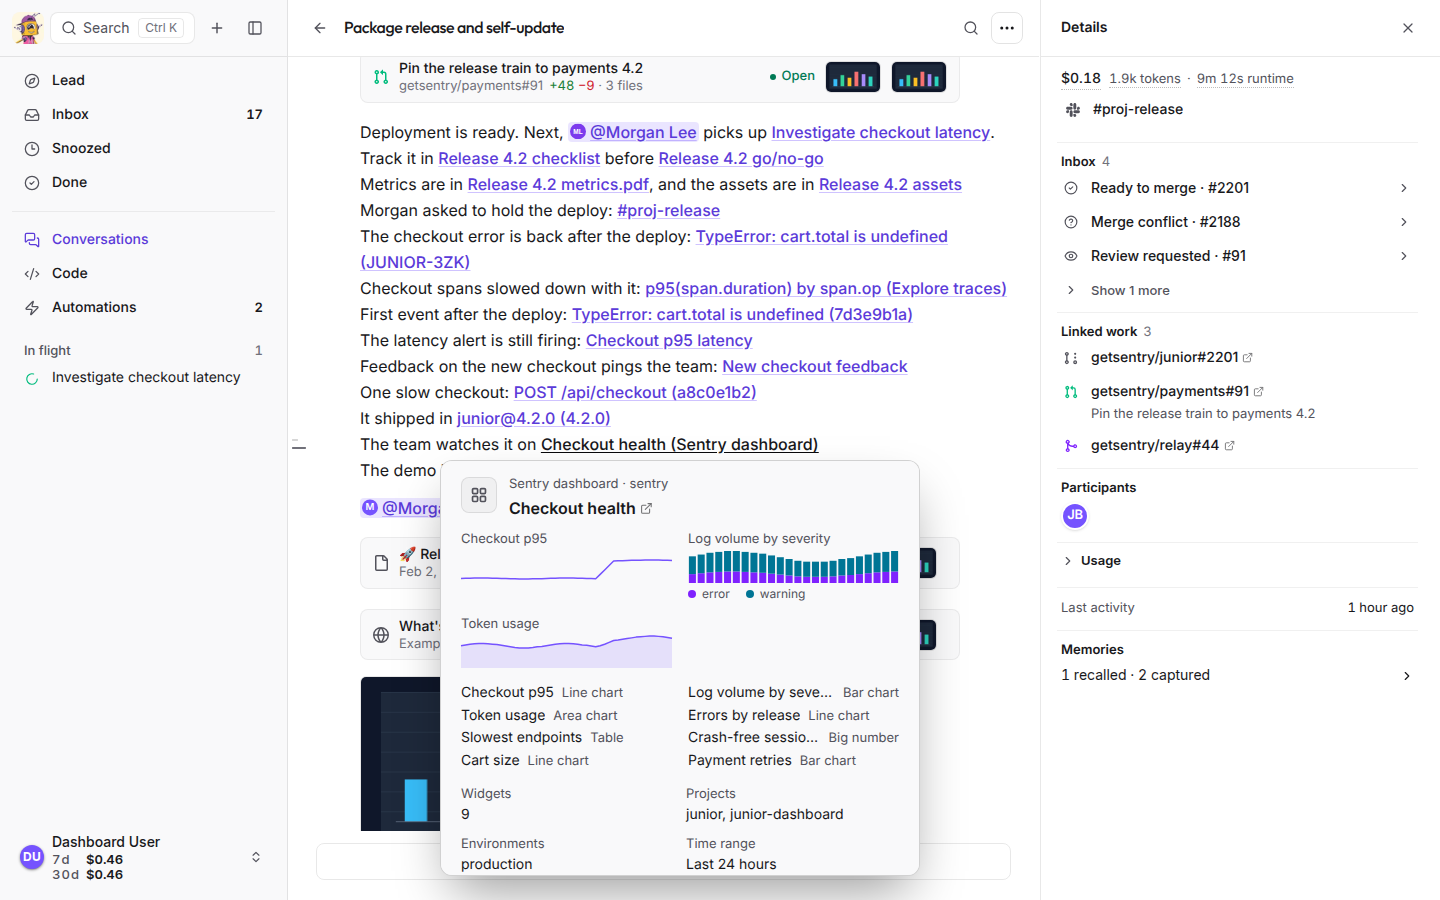 Search
Ctrl K
Lead
Inbox
17
Snoozed
Done
Conversations
Code
Automations
2
In flight
1
Investigate checkout latency
Dashboard User
DU
7d $0.46
30d $0.46
Package release and self-update
Pin the release train to payments 4.2
getsentry/payments#91 +48 −9 · 3 files
Open
Deployment is ready. Next, ML @Morgan Lee picks up Investigate checkout latency.
Track it in Release 4.2 checklist before Release 4.2 go/no-go
Metrics are in Release 4.2 metrics.pdf, and the assets are in Release 4.2 assets
Morgan asked to hold the deploy: #proj-release
The checkout error is back after the deploy: TypeError: cart.total is undefined
(JUNIOR-3ZK)
Checkout spans slowed down with it: p95(span.duration) by span.op (Explore traces)
First event after the deploy: TypeError: cart.total is undefined (7d3e9b1a)
The latency alert is still firing: Checkout p95 latency
Feedback on the new checkout pings the team: New checkout feedback
One slow checkout: POST /api/checkout (a8c0e1b2)
It shipped in junior@4.2.0 (4.2.0)
The team watches it on Checkout health (Sentry dashboard)
The demo
M @Morga
🚀 Rel
Feb 2,
What's
Examp
Sentry dashboard · sentry
Checkout health
Checkout p95
Log volume by severity
error
warning
Token usage
Checkout p95 Line chart
Log volume by seve... Bar chart
Token usage Area chart
Errors by release Line chart
Slowest endpoints Table
Crash-free sessio... Big number
Cart size Line chart
Payment retries Bar chart
Widgets
9
Projects
junior, junior-dashboard
Environments
production
Time range
Last 24 hours
Details
$0.18 1.9k tokens · 9m 12s runtime
#proj-release
Inbox 4
Ready to merge · #2201
Merge conflict · #2188
Review requested · #91
Show 1 more
Linked work 3
getsentry/junior#2201
getsentry/payments#91
Pin the release train to payments 4.2
getsentry/relay#44
Participants
JB
Usage
Last activity
1 hour ago
Memories
1 recalled · 2 captured